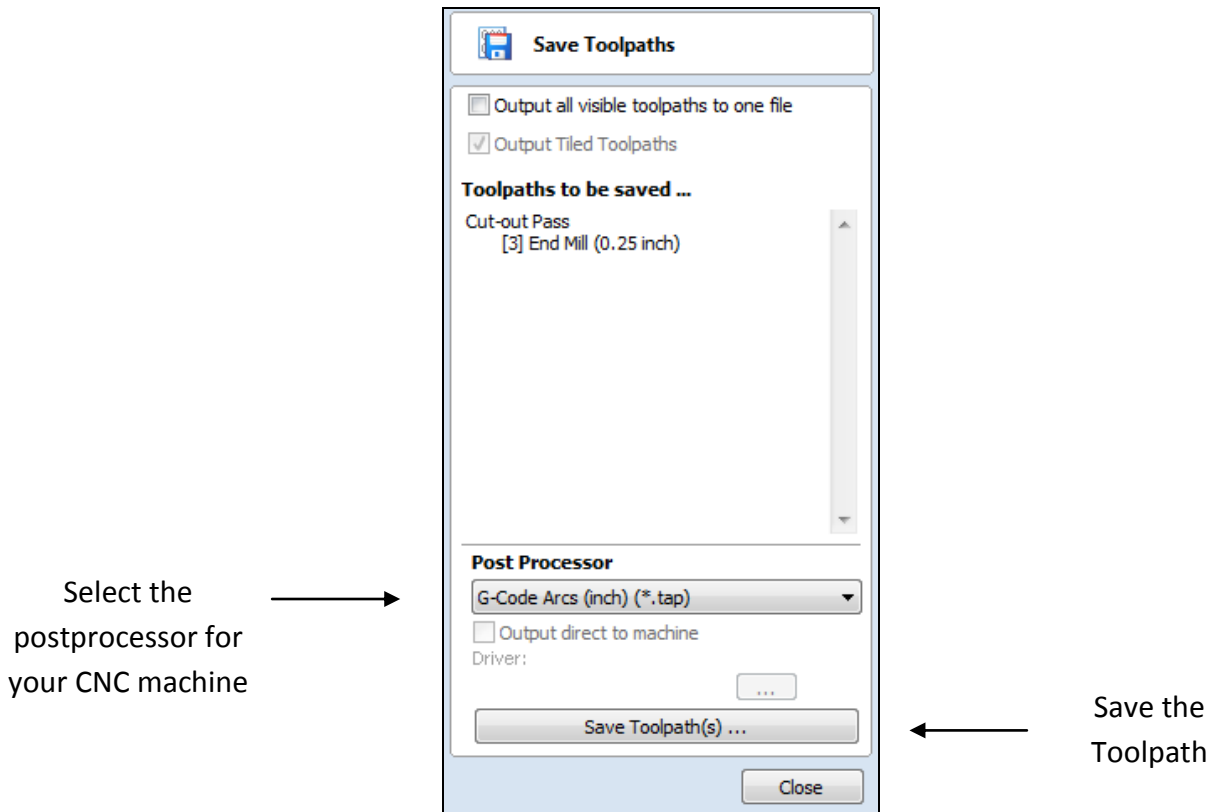 Save Toolpaths
Output all visible toolpaths to one file
Output Tiled Toolpaths
Toolpaths to be saved ...
Cut-out Pass
[3] End Mill (0.25 inch)
Post Processor
G-Code Arcs (inch) (*.tap)
Output direct to machine
Driver:
...
Save Toolpath(s) ...
Close
Select the
postprocessor for
your CNC machine
Save the
Toolpath